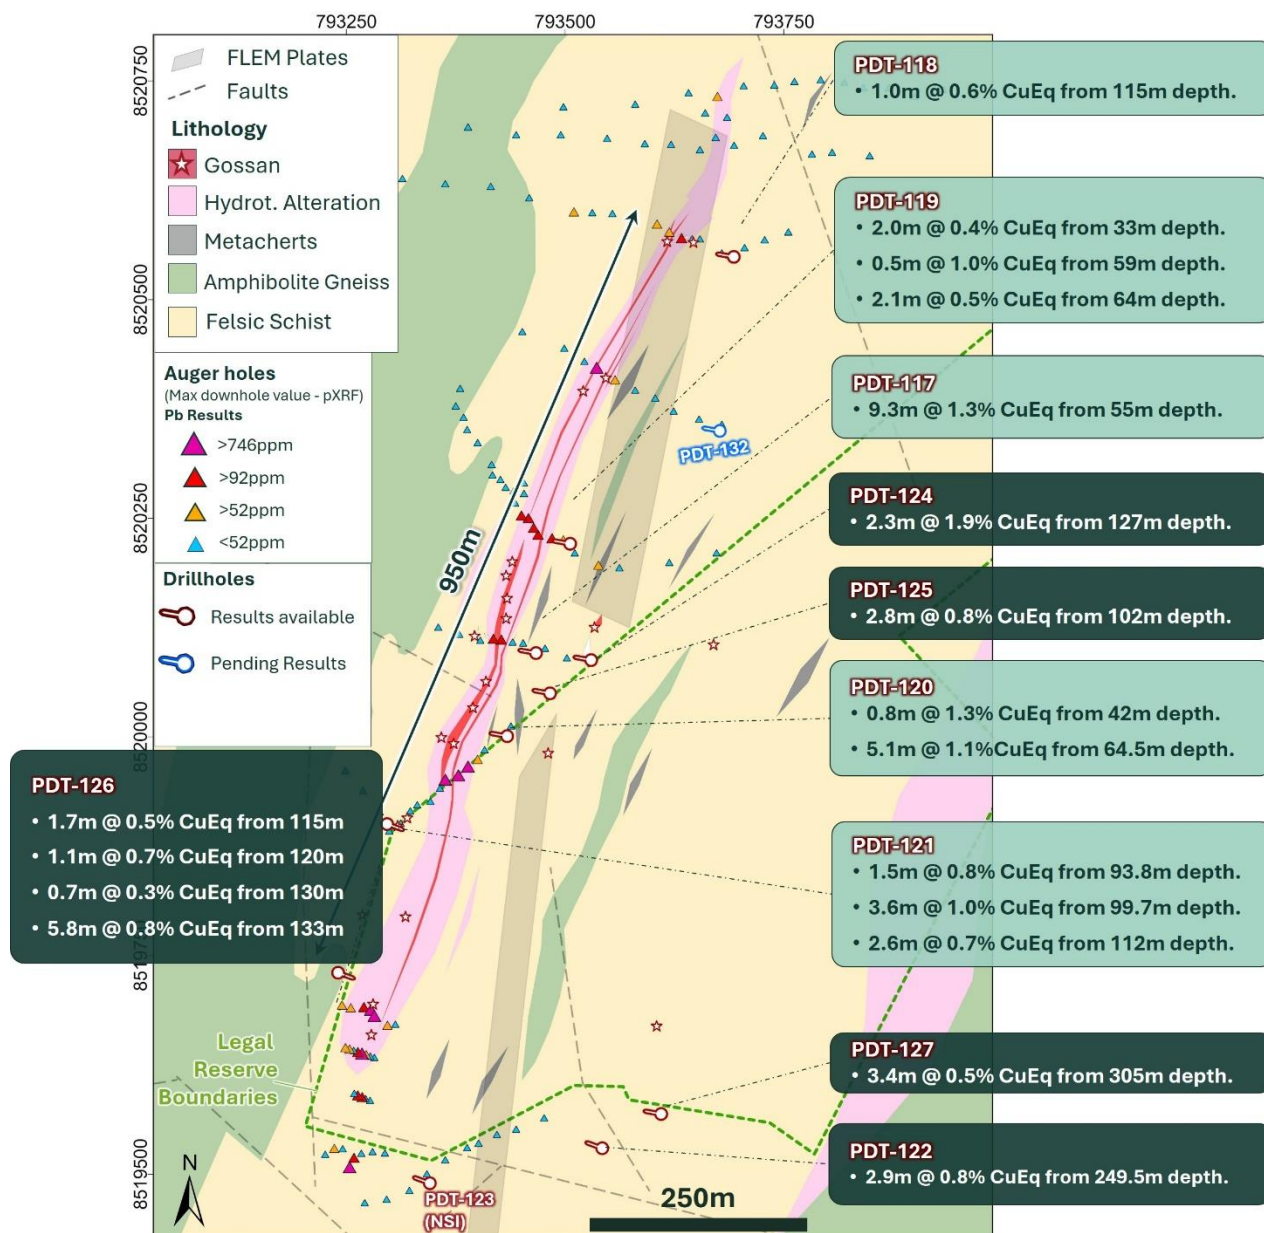 793250
793500
793750
8520750
8520500
8520250
8520000
8519500
FLEM Plates
Faults
Lithology
Gossan
Hydrot. Alteration
Metacherts
Amphibolite Gneiss
Felsic Schist
Auger holes
(Max downhole value - pXRF)
Pb Results
>746ppm
>92ppm
>52ppm
<52ppm
Drillholes
Results available
Pending Results
PDT-126
• 1.7m @ 0.5% CuEq from 115m
• 1.1m @ 0.7% CuEq from 120m
• 0.7m @ 0.3% CuEq from 130m
• 5.8m @ 0.8% CuEq from 133m
950m
PDT-132
Legal
Reserve
Boundaries
N
PDT-123
(NSI)
250m
PDT-118
• 1.0m @ 0.6% CuEq from 115m depth.
PDT-119
• 2.0m @ 0.4% CuEq from 33m depth.
• 0.5m @ 1.0% CuEq from 59m depth.
• 2.1m @ 0.5% CuEq from 64m depth.
PDT-117
• 9.3m @ 1.3% CuEq from 55m depth.
PDT-124
• 2.3m @ 1.9% CuEq from 127m depth.
PDT-125
• 2.8m @ 0.8% CuEq from 102m depth.
PDT-120
• 0.8m @ 1.3% CuEq from 42m depth.
• 5.1m @ 1.1%CuEq from 64.5m depth.
PDT-121
• 1.5m @ 0.8% CuEq from 93.8m depth.
• 3.6m @ 1.0% CuEq from 99.7m depth.
• 2.6m @ 0.7% CuEq from 112m depth.
PDT-127
• 3.4m @ 0.5% CuEq from 305m depth.
PDT-122
• 2.9m @ 0.8% CuEq from 249.5m depth.